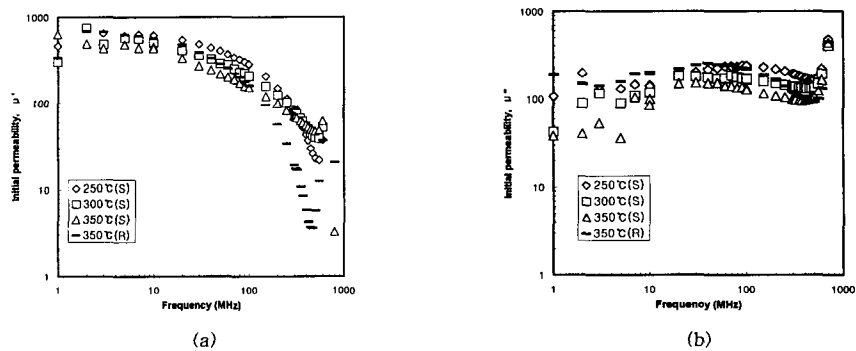 1000
100
10
1
Initial permeability, μ'
◇ 250℃(S)
□ 300℃(S)
△ 350℃(S)
– 350℃(R)
1 10 100 1000
Frequency (MHz)
(a)
1000
100
10
1
Initial permeability, μ"
◇ 250℃(S)
□ 300℃(S)
△ 350℃(S)
– 350℃(R)
1 10 100 1000
Frequenoy (MHz)
(b)